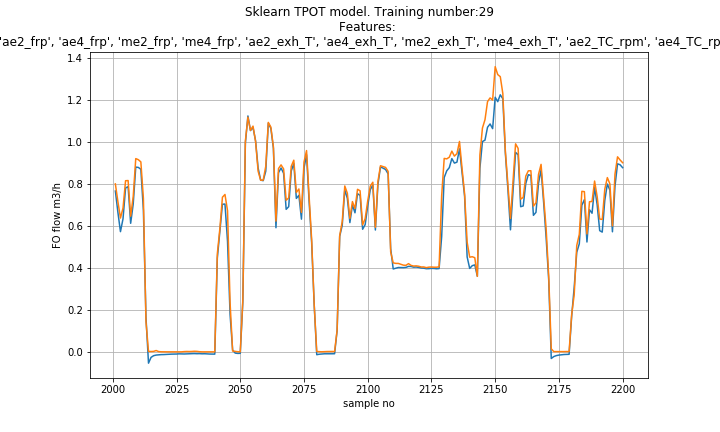 Sklearn TPOT model. Training number:29
Features:
'ae2_frp', 'ae4_frp', 'me2_frp', 'me4_frp', 'ae2_exh_T', 'ae4_exh_T', 'me2_exh_T', 'me4_exh_T', 'ae2_TC_rpm', 'ae4_TC_rp
1.4
1.2
1.0
0.8
0.6
0.4
0.2
0.0
FO flow m3/h
2000 2025 2050 2075 2100 2125 2150 2175 2200
sample no